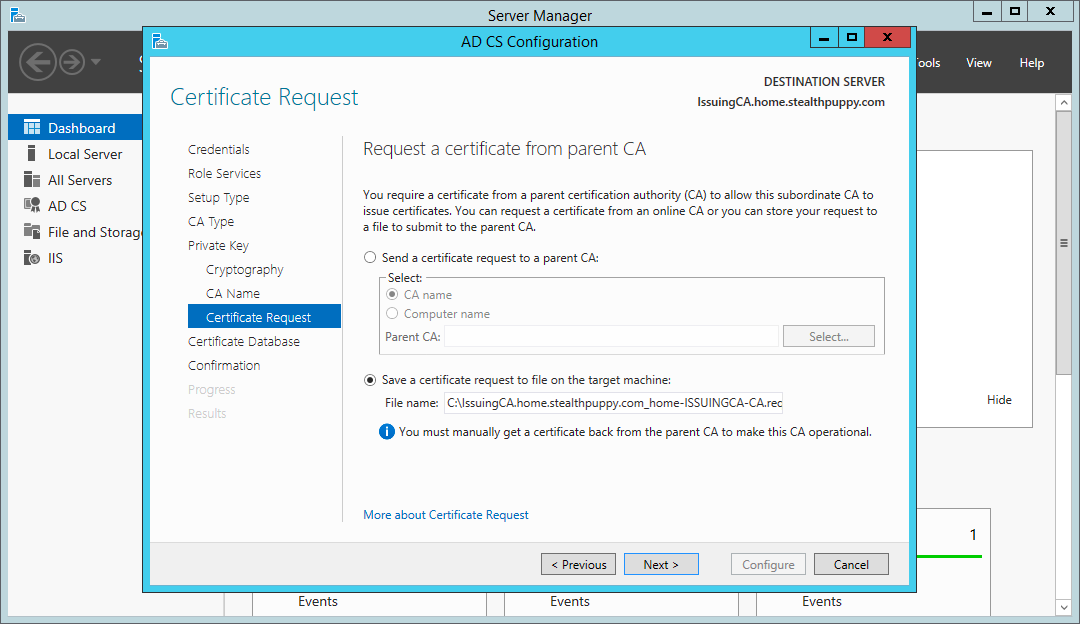 Server Manager
AD CS Configuration
Tools
View
Help
DESTINATION SERVER
IssuingCA.home.stealthpuppy.com
Certificate Request
Dashboard
Local Server
All Servers
AD CS
File and Storag
IIS
Credentials
Role Services
Setup Type
CA Type
Private Key
Cryptography
CA Name
Certificate Request
Certificate Database
Confirmation
Progress
Results
Request a certificate from parent CA
You require a certificate from a parent certification authority (CA) to allow this subordinate CA to
issue certificates. You can request a certificate from an online CA or you can store your request to
a file to submit to the parent CA.
Send a certificate request to a parent CA:
Select:
CA name
Computer name
Parent CA:
Select...
Save a certificate request to file on the target machine:
File name: C:\IssuingCA.home.stealthpuppy.com_home-ISSUINGCA-CA.req
You must manually get a certificate back from the parent CA to make this CA operational.
More about Certificate Request
Hide
1
< Previous
Next >
Configure
Cancel
Events
Events
Events